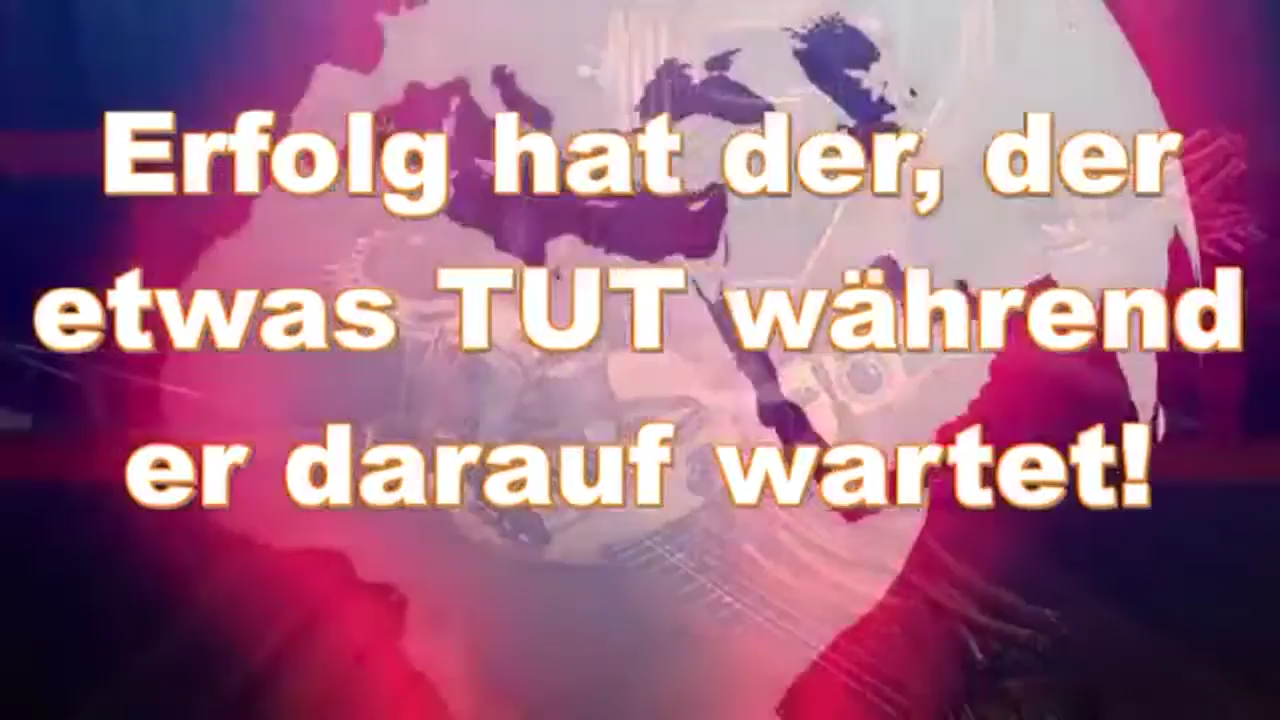 Erfolg hat der, der
etwas TUT während
er darauf wartet!